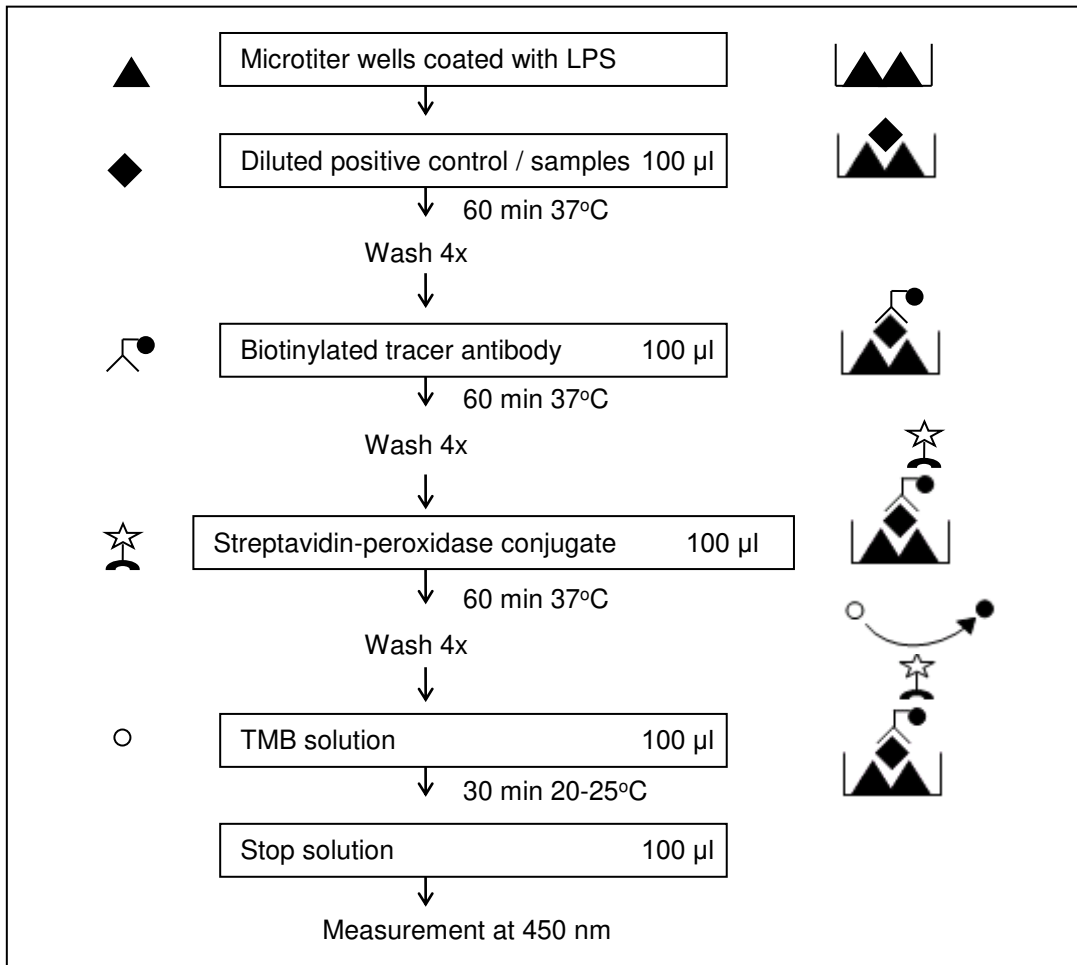 Microtiter wells coated with LPS
Diluted positive control / samples 100 µl
60 min 37°C
Wash 4x
Biotinylated tracer antibody 100 µl
60 min 37°C
Wash 4x
Streptavidin-peroxidase conjugate 100 µl
60 min 37°C
Wash 4x
TMB solution 100 µl
30 min 20-25°C
Stop solution 100 µl
Measurement at 450 nm